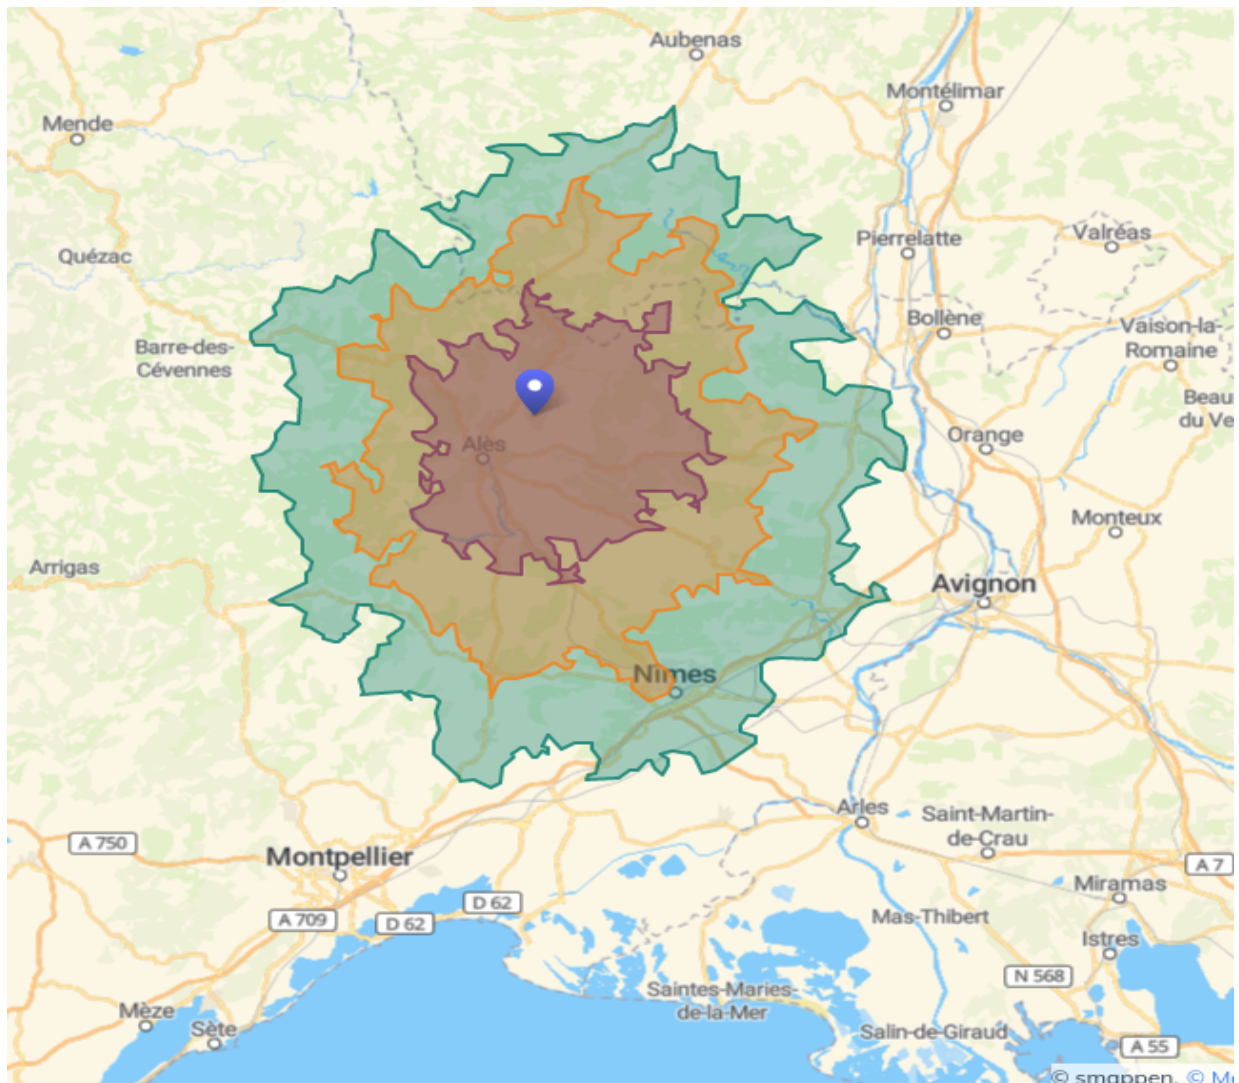 Aubenas
Montélimar
Mende
Pierrelatte
Valréas
Quézac
Bollène
Vaison-la-
Romaine
Barre-des-
Cévennes
Beau
du Ve
Alès
Orange
Monteux
Arrigas
Avignon
Nîmes
Arles
Saint-Martin-
de-Crau
A 750
Montpellier
A 7
Miramas
D 62
A 709
D 62
Mas-Thibert
Istres
N 568
Saintes-Maries-
de-la-Mer
Mèze
Sète
Salin-de-Giraud
A 55
© smappen, © Ma